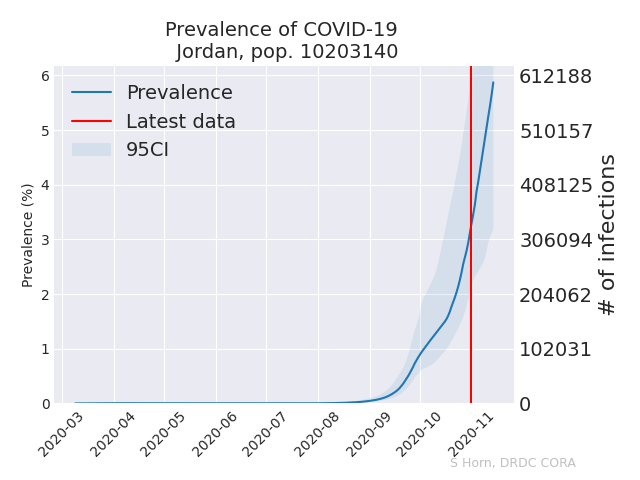 Prevalence of COVID-19
Jordan, pop. 10203140
Prevalence
Latest data
95CI
Prevalence (%)
6
5
4
3
2
1
0
612188
510157
408125
306094
204062
102031
0
# of infections
2020-03
2020-04
2020-05
2020-06
2020-07
2020-08
2020-09
2020-10
2020-11
S Horn, DRDC CORA